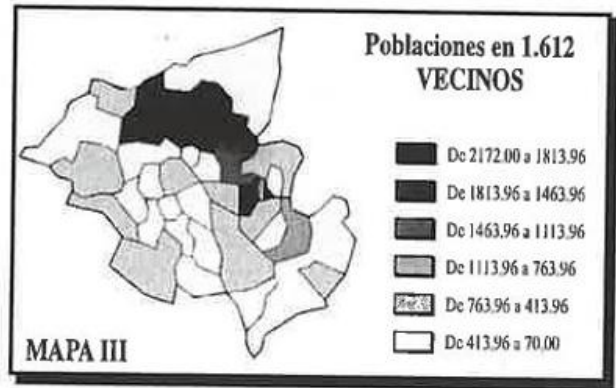 Poblaciones en 1.612
VECINOS
De 2172.00 a 1813.96
De 1813.96 a 1463.96
De 1463.96 a 1113.96
De 1113.96 a 763.96
De 763.96 a 413.96
De 413.96 a 70.00
MAPA III